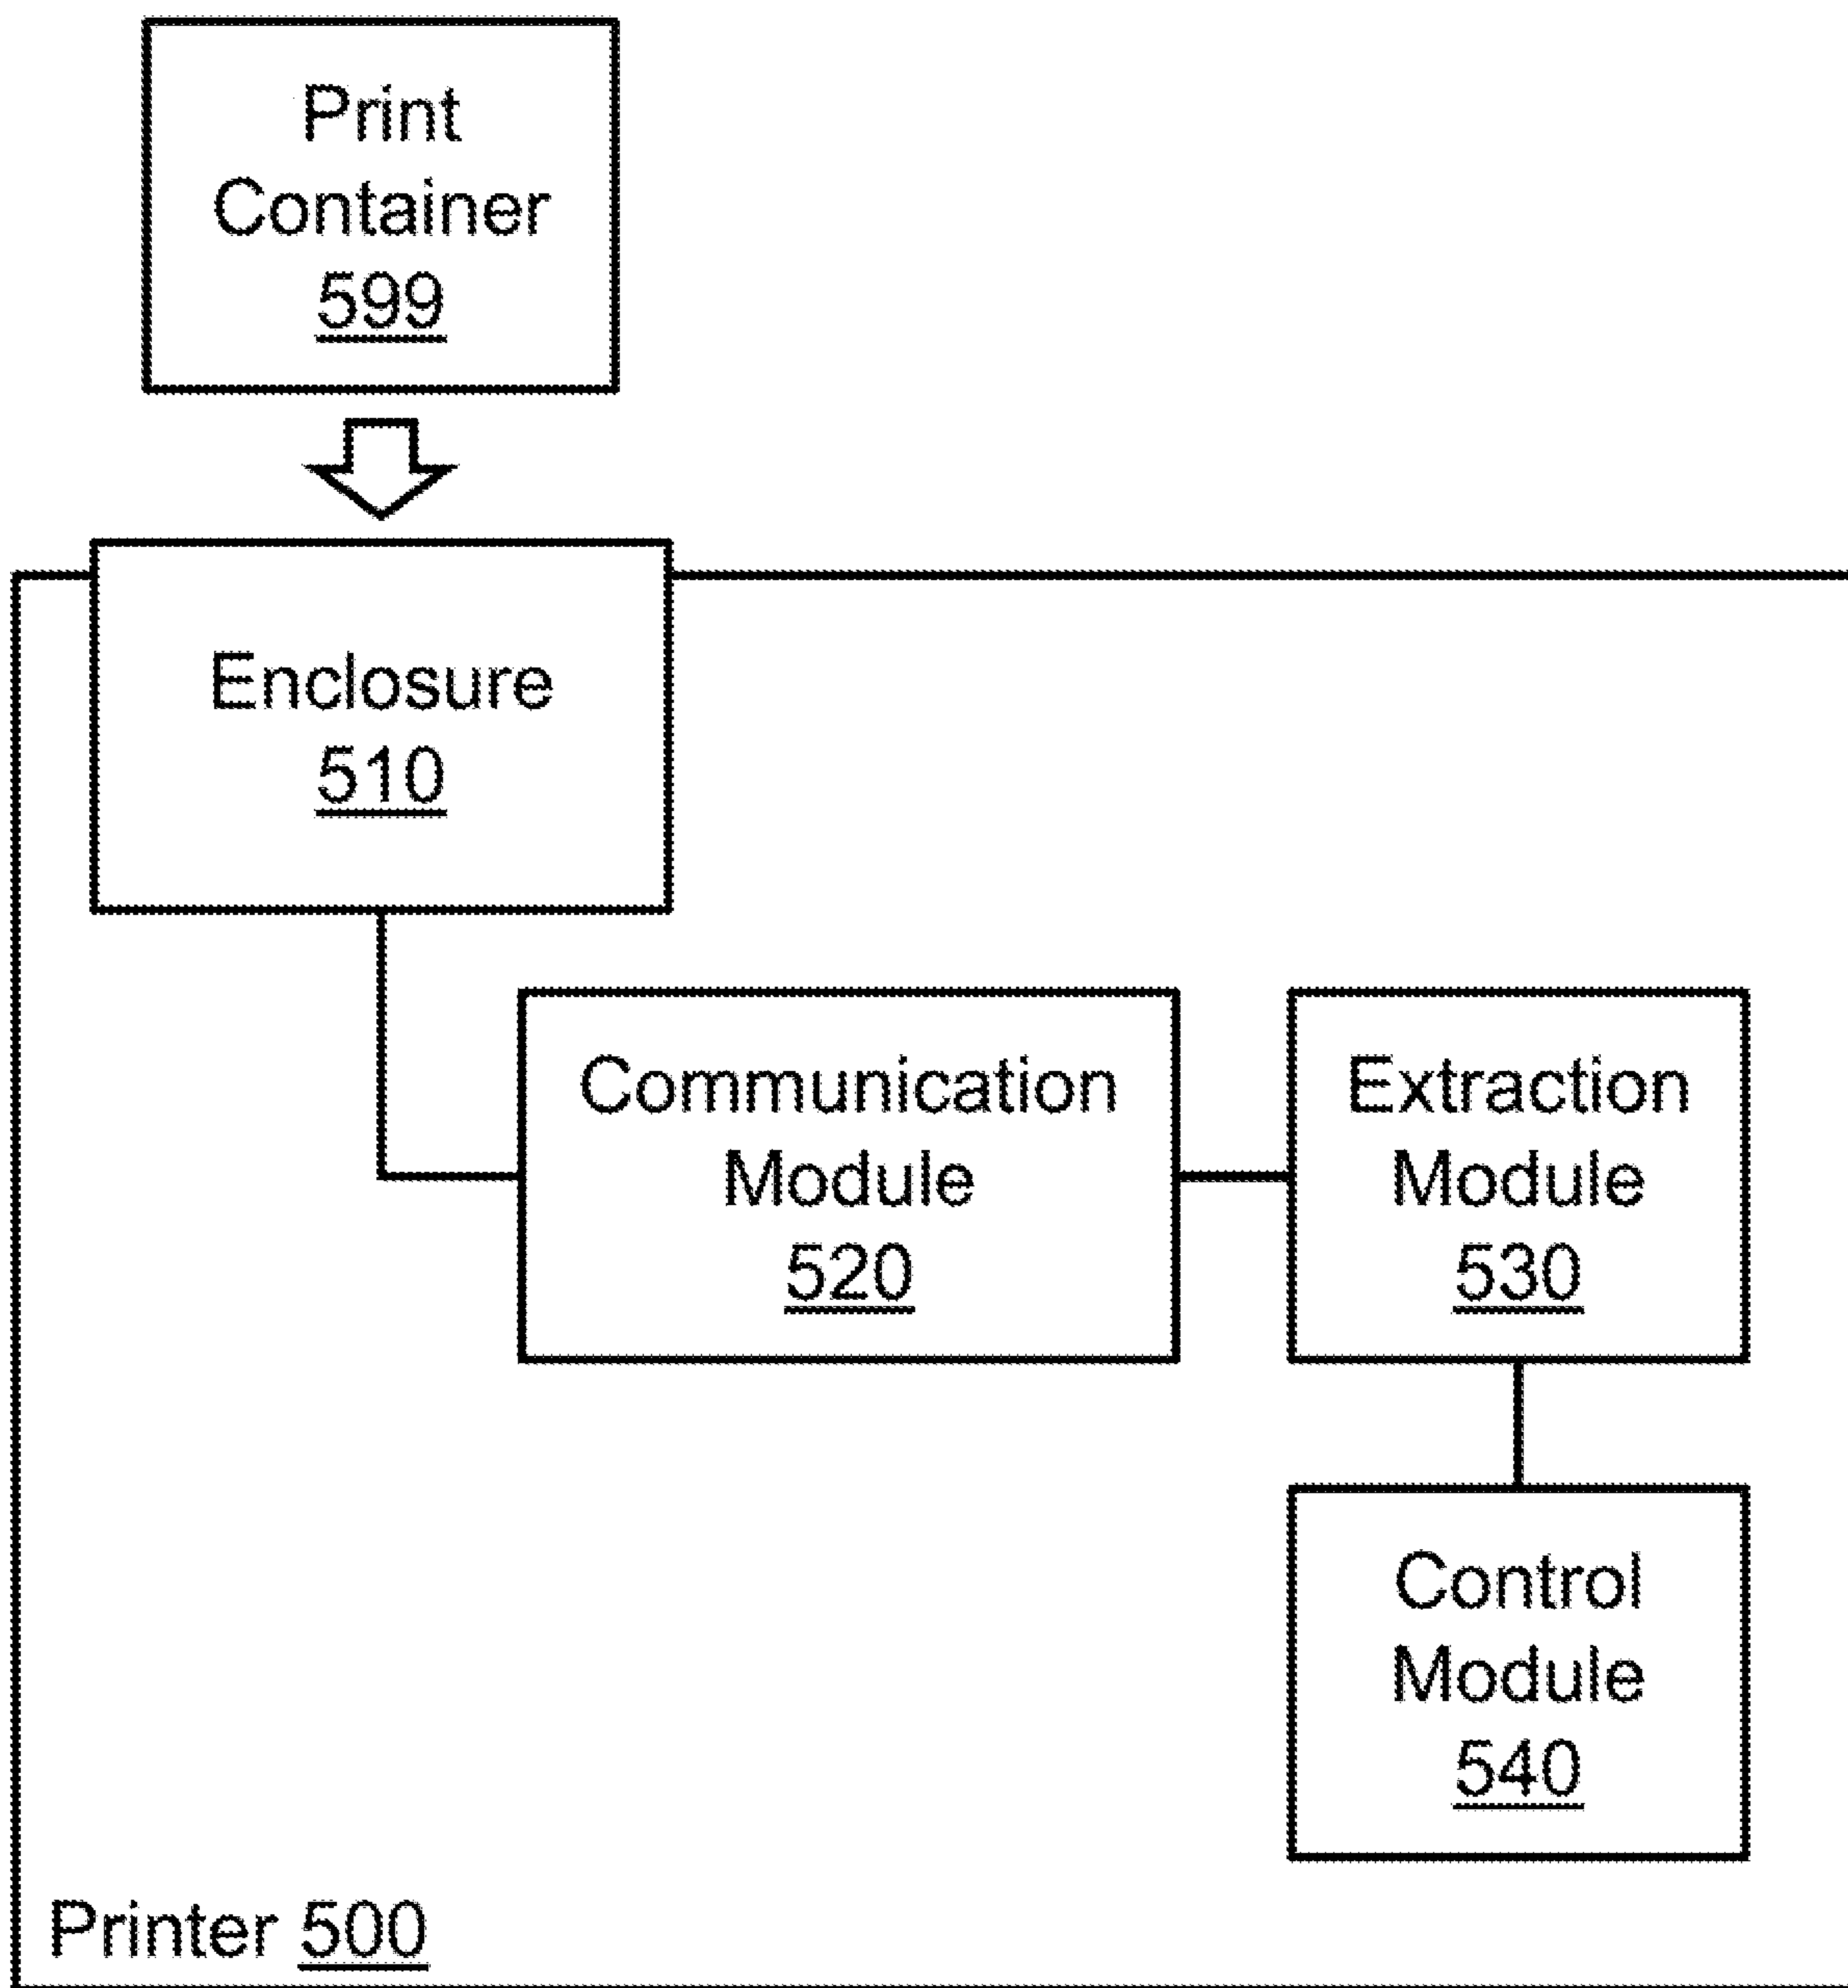 Print
Container
599
Enclosure
510
Communication
Module
520
Extraction
Module
530
Control
Module
540
Printer 500